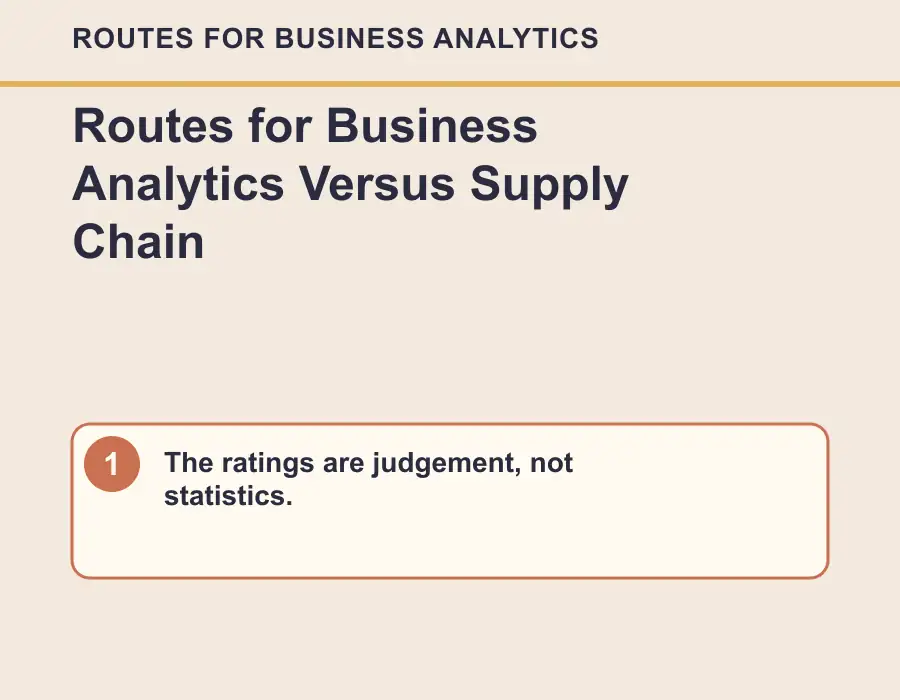 ROUTES FOR BUSINESS ANALYTICS
Routes for Business
Analytics Versus Supply
Chain
1
The ratings are judgement, not
statistics.